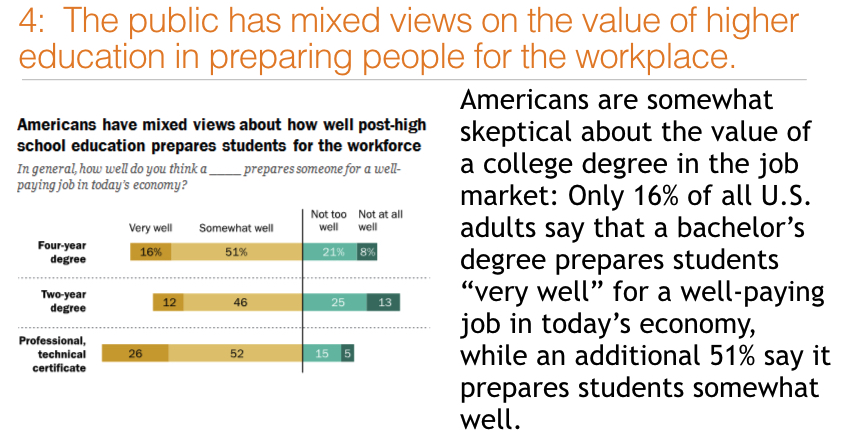 4:  The public has mixed views on the value of higher
education in preparing people for the workplace.
Americans have mixed views about how well post-high
school education prepares students for the workforce
In general, how well do you think a ____ prepares someone for a well-
paying job in today's economy?
Very well
Somewhat well
Not too
well
Not at all
well
Four-year
degree
16%
51%
21%
8%
Two-year
degree
12
46
25
13
Professional,
technical
certificate
26
52
15
5
Americans are somewhat
skeptical about the value of
a college degree in the job
market: Only 16% of all U.S.
adults say that a bachelor's
degree prepares students
“very well” for a well-paying
job in today's economy,
while an additional 51% say it
prepares students somewhat
well.